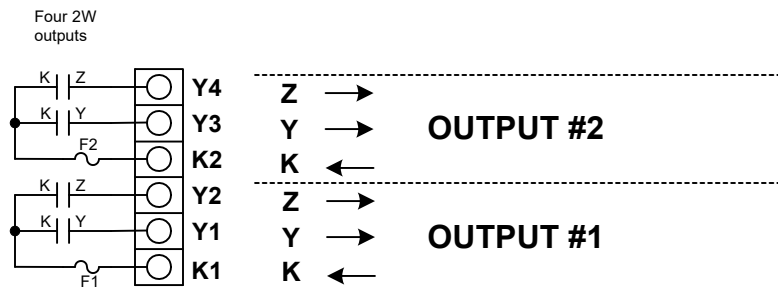 Four 2W
outputs
K Z Y4 Z
K Y Y3 Y OUTPUT #2
F2 K2 K
K Z Y2 Z
K Y Y1 Y OUTPUT #1
F1 K1 K